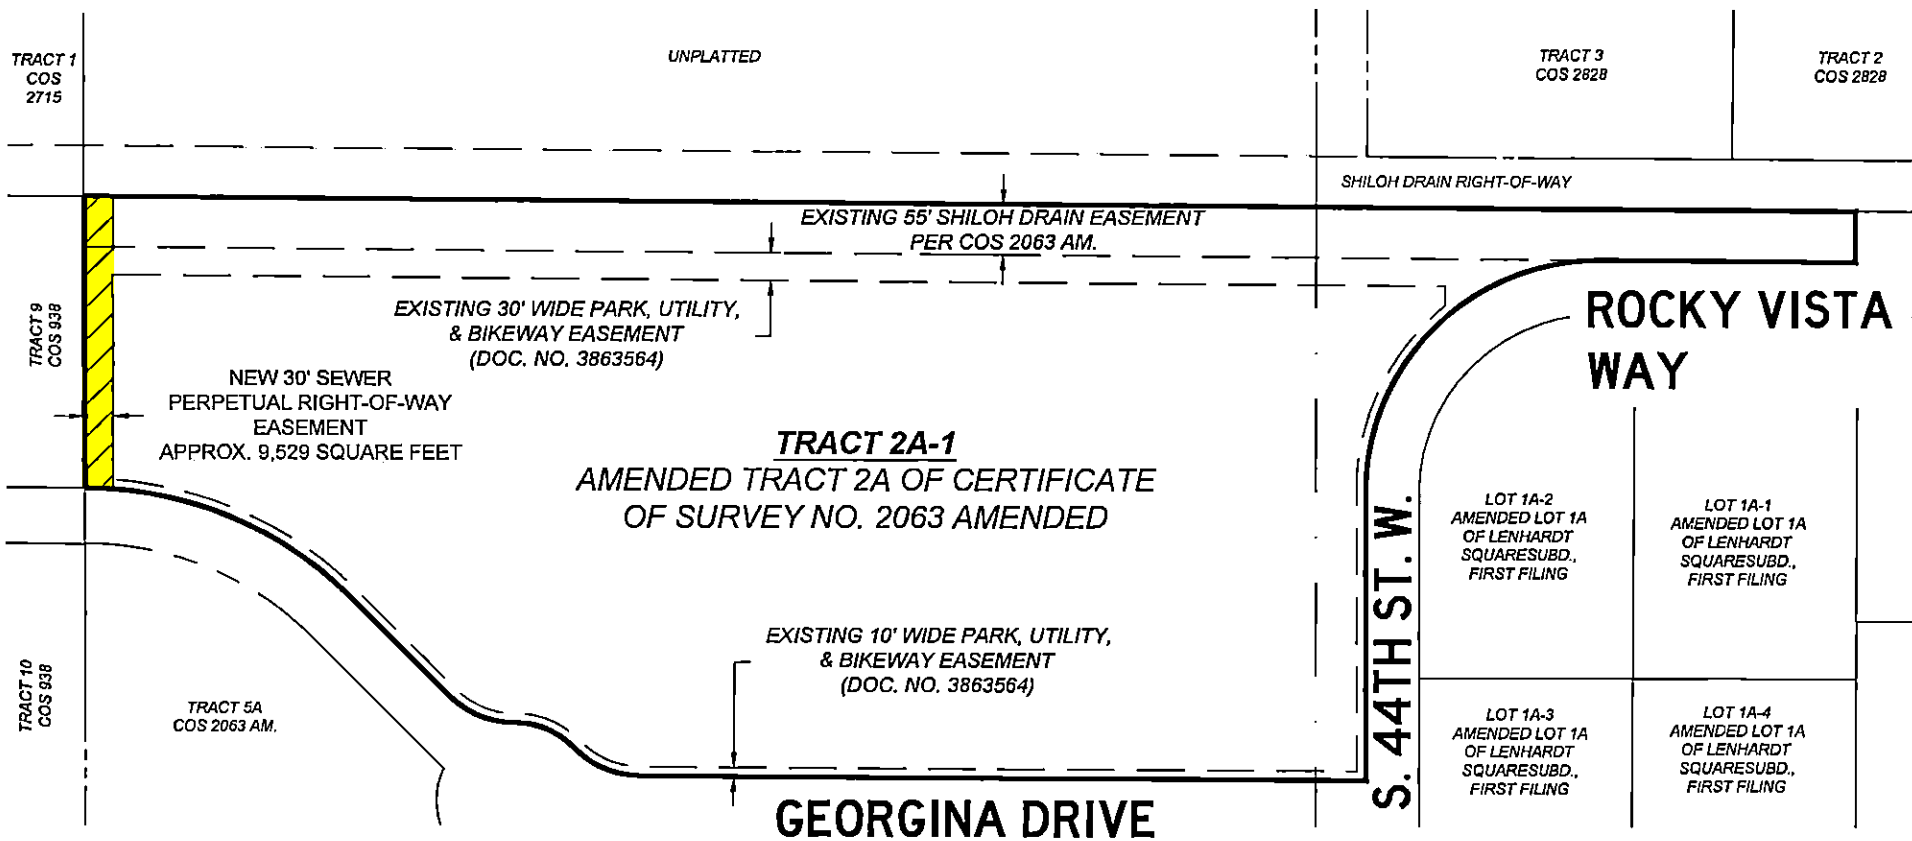 TRACT 1
COS
2715
UNPLATTED
TRACT 3
COS 2828
TRACT 2
COS 2828
SHILOH DRAIN RIGHT-OF-WAY
EXISTING 55' SHILOH DRAIN EASEMENT
PER COS 2063 AM.
EXISTING 30' WIDE PARK, UTILITY,
& BIKEWAY EASEMENT
(DOC. NO. 3863564)
ROCKY VISTA
WAY
TRACT 9
COS 938
NEW 30' SEWER
PERPETUAL RIGHT-OF-WAY
EASEMENT
APPROX. 9,529 SQUARE FEET
TRACT 2A-1
AMENDED TRACT 2A OF CERTIFICATE
OF SURVEY NO. 2063 AMENDED
S. 44TH ST. W.
LOT 1A-2
AMENDED LOT 1A
OF LENHARDT
SQUARESUBD.,
FIRST FILING
LOT 1A-1
AMENDED LOT 1A
OF LENHARDT
SQUARESUBD.,
FIRST FILING
EXISTING 10' WIDE PARK, UTILITY,
& BIKEWAY EASEMENT
(DOC. NO. 3863564)
TRACT 10
COS 938
TRACT 5A
COS 2063 AM.
LOT 1A-3
AMENDED LOT 1A
OF LENHARDT
SQUARESUBD.,
FIRST FILING
LOT 1A-4
AMENDED LOT 1A
OF LENHARDT
SQUARESUBD.,
FIRST FILING
GEORGINA DRIVE